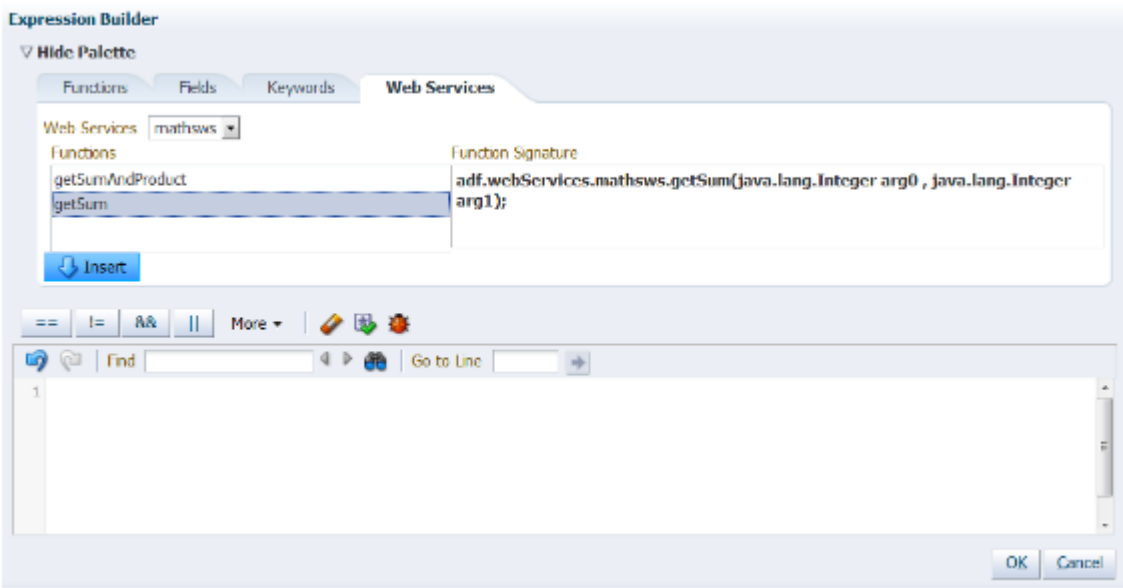 Expression Builder
Hide Palette
Functions Fields Keywords Web Services
Web Services mathsws
Functions Function Signature
getSumAndProduct
adf.webServices.mathsws.getSum(java.lang.Integer arg0 , java.lang.Integer
getSum
arg1);
Insert
== != && || More
Find Go to Line
1
OK Cancel